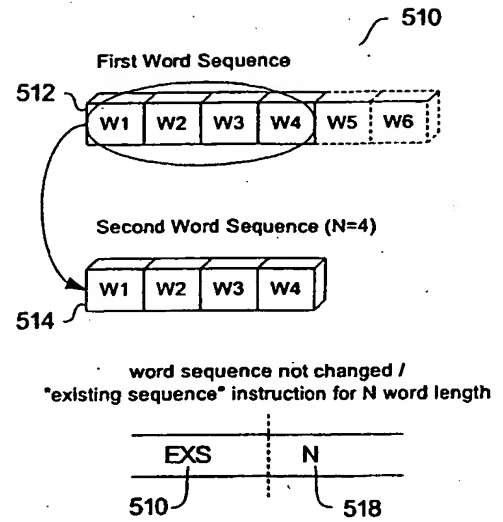 510
First Word Sequence
512
W1 W2 W3 W4 W5 W6
Second Word Sequence (N=4)
W1 W2 W3 W4
514
word sequence not changed /
"existing sequence" instruction for N word length
EXS N
510 518